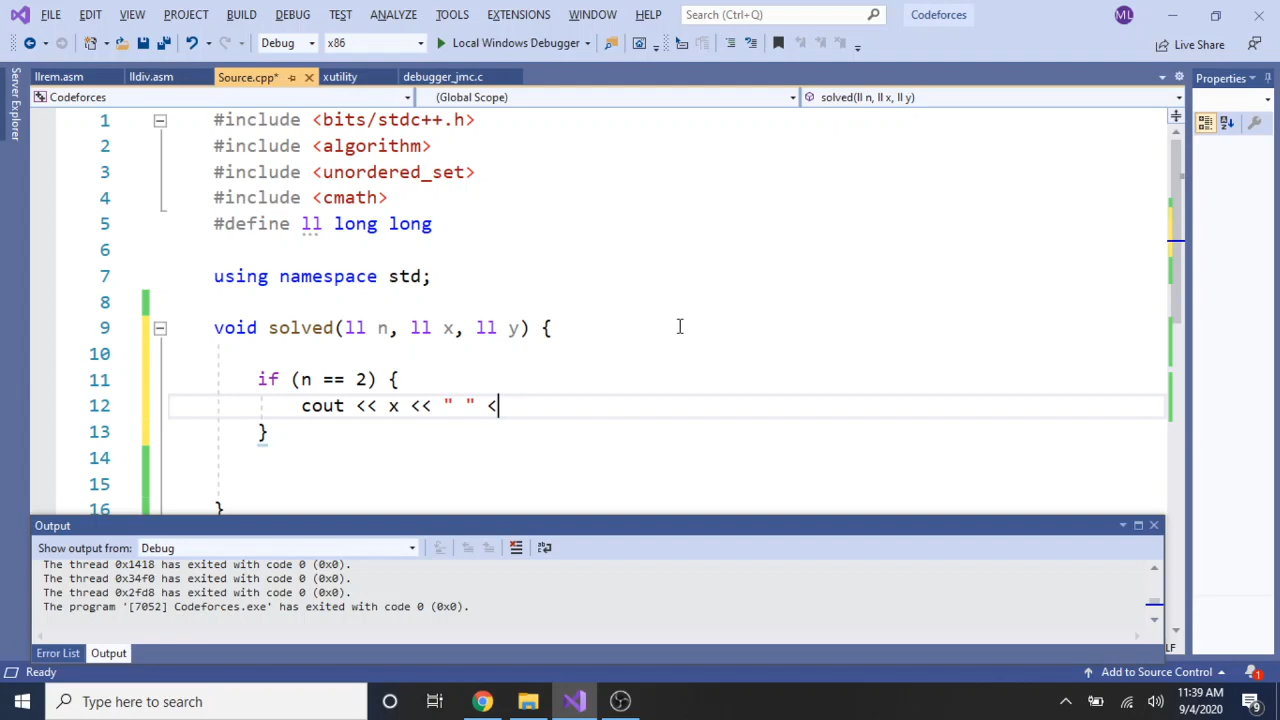 FILE EDIT VIEW PROJECT BUILD DEBUG TEST ANALYZE TOOLS EXTENSIONS WINDOW HELP Search (Ctrl+Q) Codeforces ML
Debug x86 Local Windows Debugger Live Share
llrem.asm lldiv.asm Source.cpp* xutility debugger_jmc.c Properties
Server Explorer
Codeforces (Global Scope) solved(ll n, ll x, ll y)
1 #include <bits/stdc++.h>
2 #include <algorithm>
3 #include <unordered_set>
4 #include <cmath>
5 #define ll long long
6
7 using namespace std;
8
9 void solved(ll n, ll x, ll y) {
10
11 if (n == 2) {
12 cout << x << " " <
13 }
14
15
16 }
Output
Show output from: Debug
The thread 0x1418 has exited with code 0 (0x0).
The thread 0x34f0 has exited with code 0 (0x0).
The thread 0x2fd8 has exited with code 0 (0x0).
The program '[7052] Codeforces.exe' has exited with code 0 (0x0).
LF
Error List Output
Ready Add to Source Control 1
Type here to search 11:39 AM
9/4/2020 9